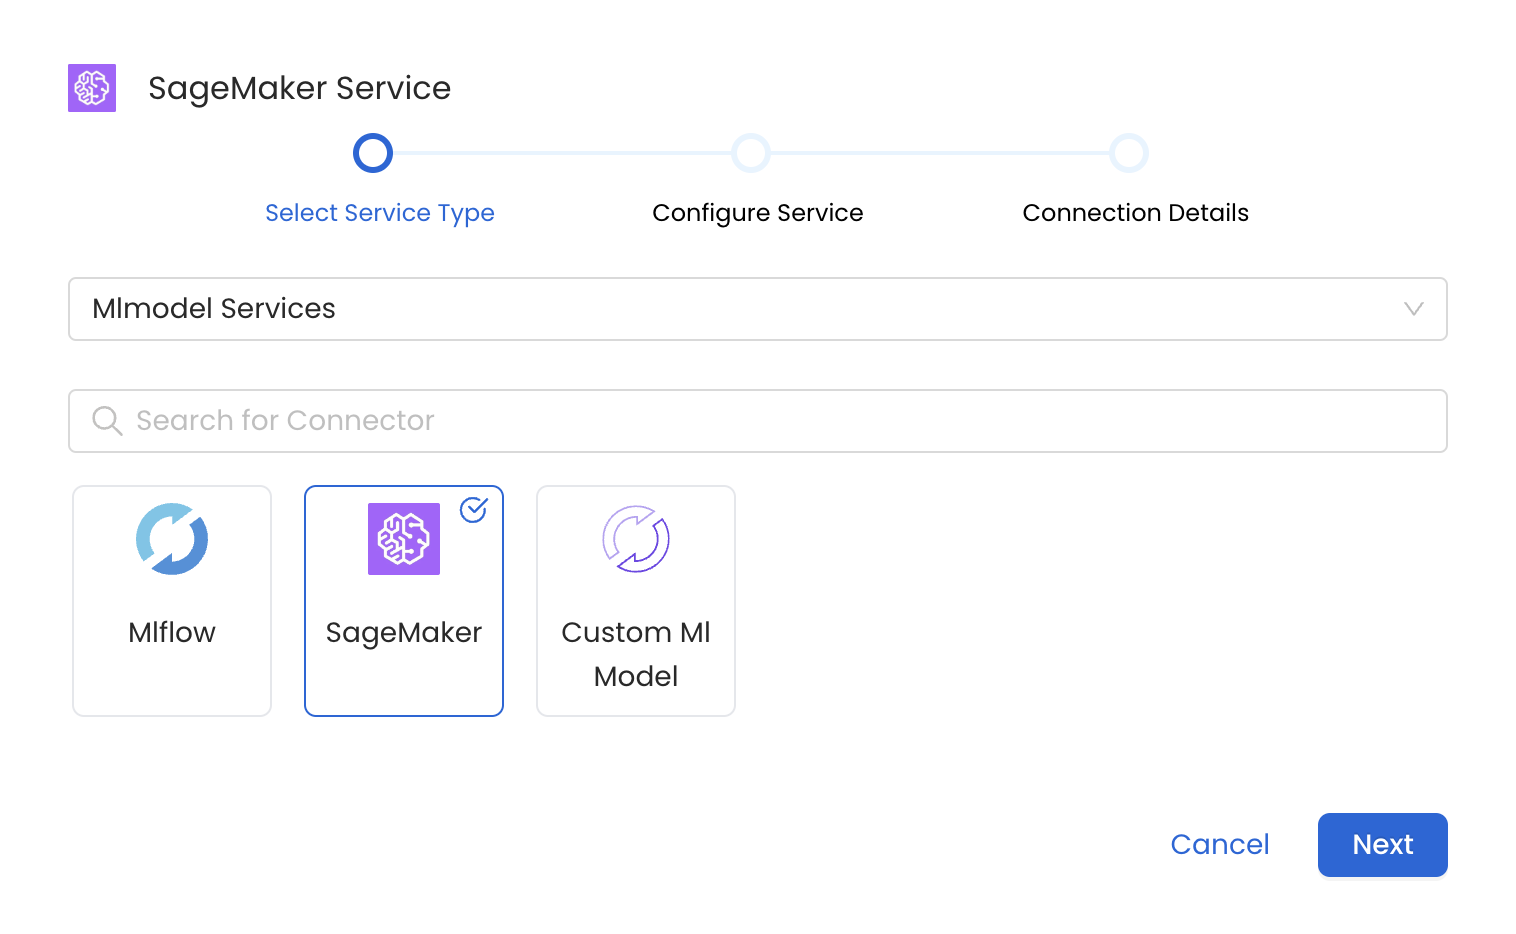 SageMaker Service
Select Service Type
Configure Service
Connection Details
Mlmodel Services
Search for Connector
Mlflow
SageMaker
Custom Ml
Model
Cancel
Next